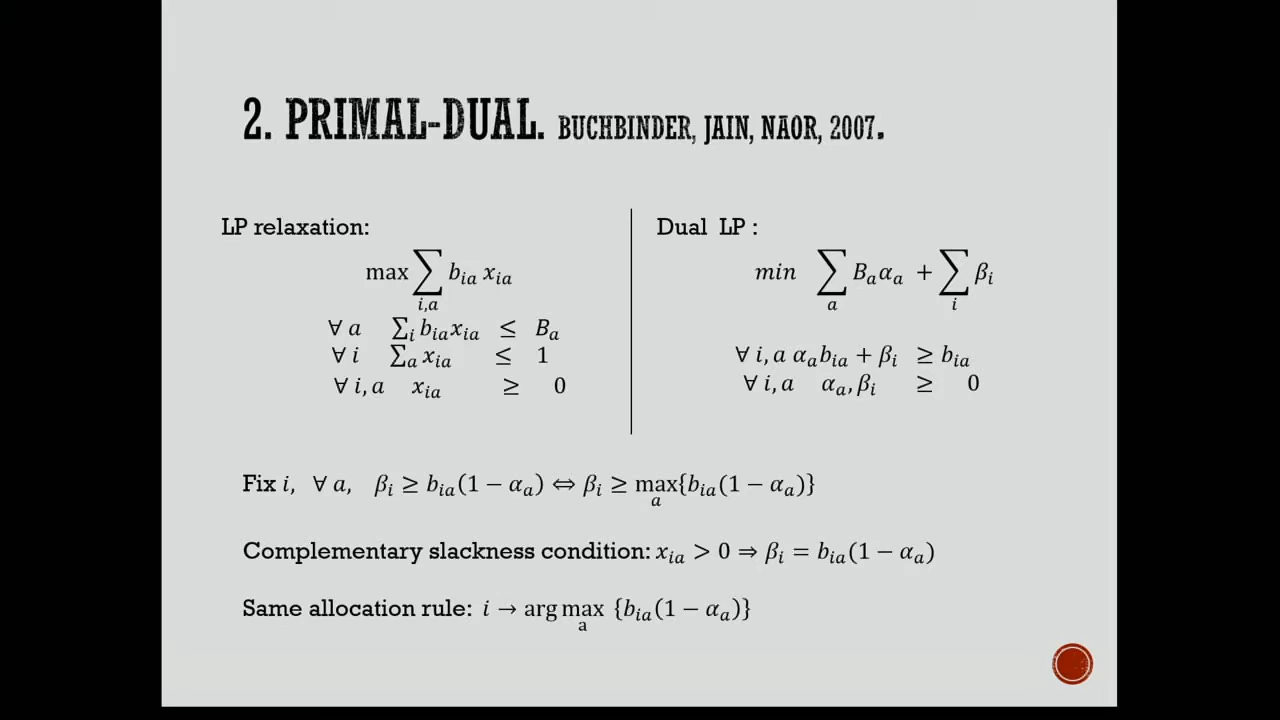 2. PRIMAL-DUAL. BUCHBINDER, JAIN, NAOR, 2007.
LP relaxation:
max ∑_{i,a} b_{ia} x_{ia}
∀ a ∑_i b_{ia}x_{ia} ≤ B_a
∀ i ∑_a x_{ia} ≤ 1
∀ i, a x_{ia} ≥ 0
Dual LP :
min ∑_a B_aα_a + ∑_i β_i
∀ i, a α_a b_{ia} + β_i ≥ b_{ia}
∀ i, a α_a, β_i ≥ 0
Fix i, ∀ a, β_i ≥ b_{ia}(1 − α_a) ⇔ β_i ≥ max_a{b_{ia}(1 − α_a)}
Complementary slackness condition: x_{ia} > 0 ⇒ β_i = b_{ia}(1 − α_a)
Same allocation rule: i → arg max_a {b_{ia}(1 − α_a)}